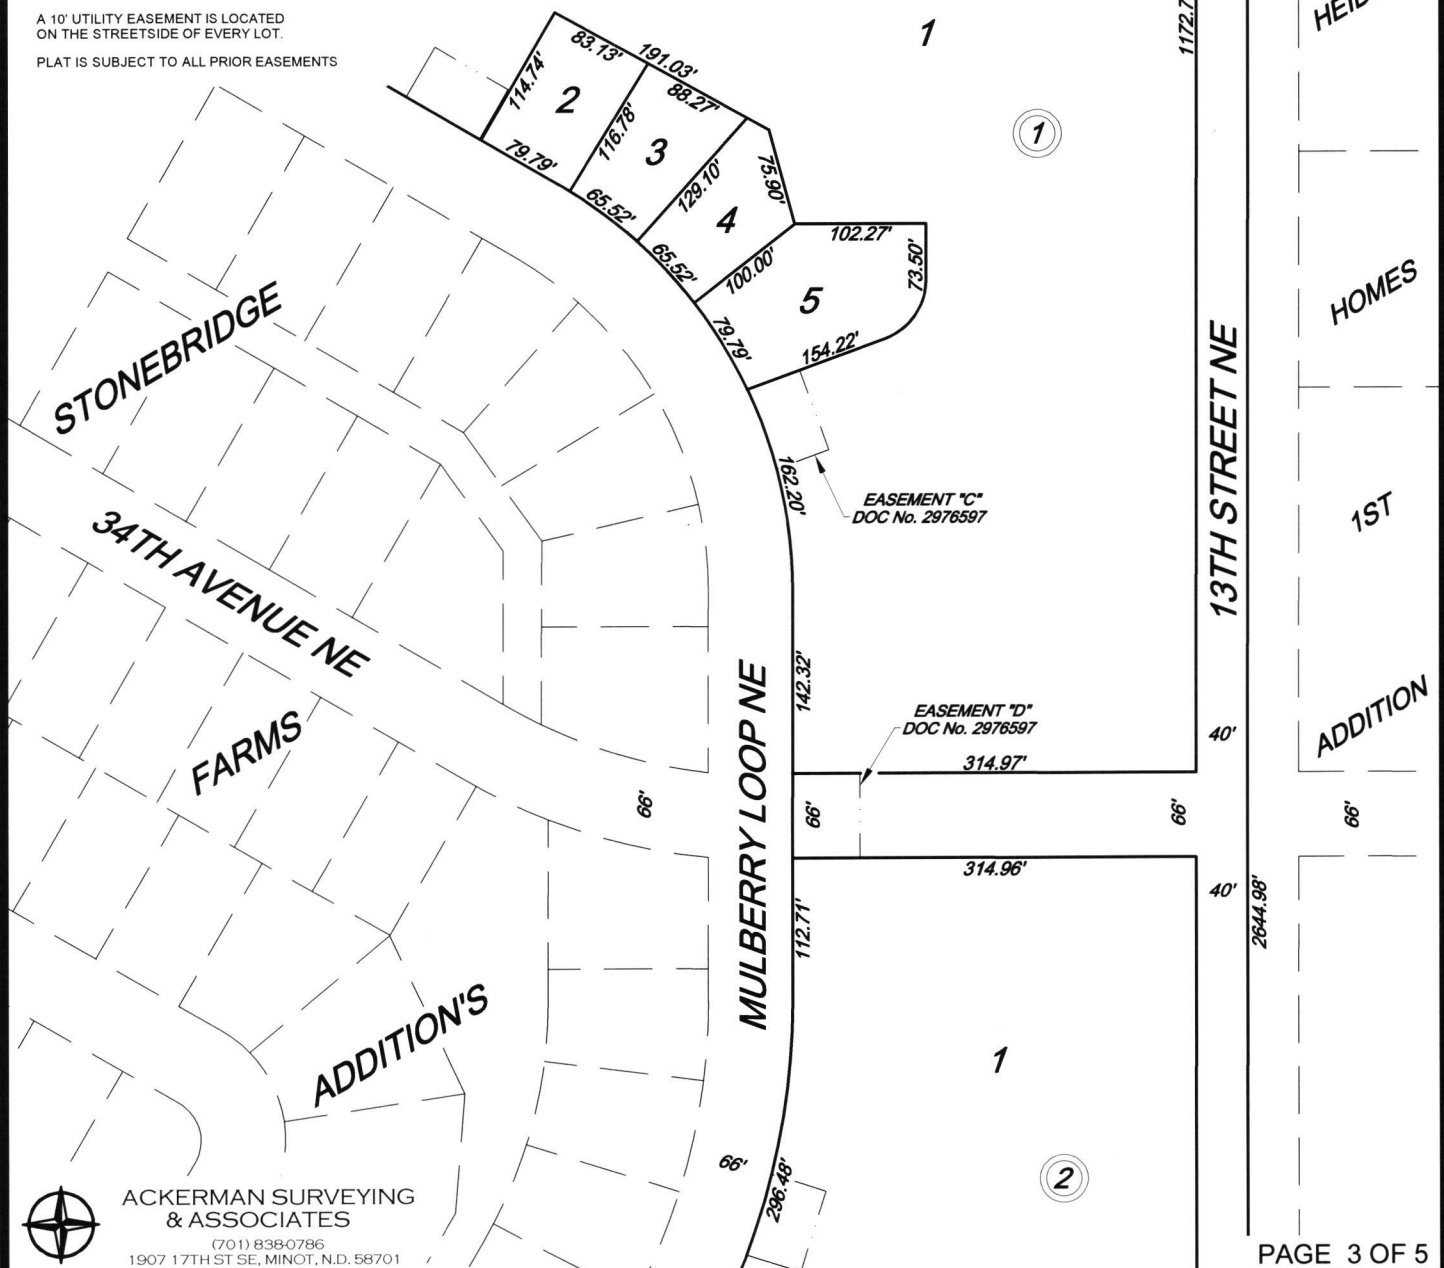 A 10' UTILITY EASEMENT IS LOCATED
ON THE STREETSIDE OF EVERY LOT.
PLAT IS SUBJECT TO ALL PRIOR EASEMENTS
83.13'
191.03'
88.27'
114.74'
2
116.78'
3
129.10'
75.90'
4
79.79'
65.52'
65.52'
100.00'
102.27'
73.50'
5
79.79'
154.22'
1
1
1172.7
162.20'
EASEMENT "C"
DOC No. 2976597
STONEBRIDGE
34TH AVENUE NE
FARMS
ADDITION'S
MULBERRY LOOP NE
13TH STREET NE
HOMES
1ST
ADDITION
142.32'
EASEMENT "D"
DOC No. 2976597
314.97'
40'
66'
66'
66'
66'
314.96'
40'
112.71'
2644.98'
1
2
66'
296.48'
ACKERMAN SURVEYING
& ASSOCIATES
(701) 838-0786
1907 17TH ST SE, MINOT, N.D. 58701
PAGE 3 OF 5